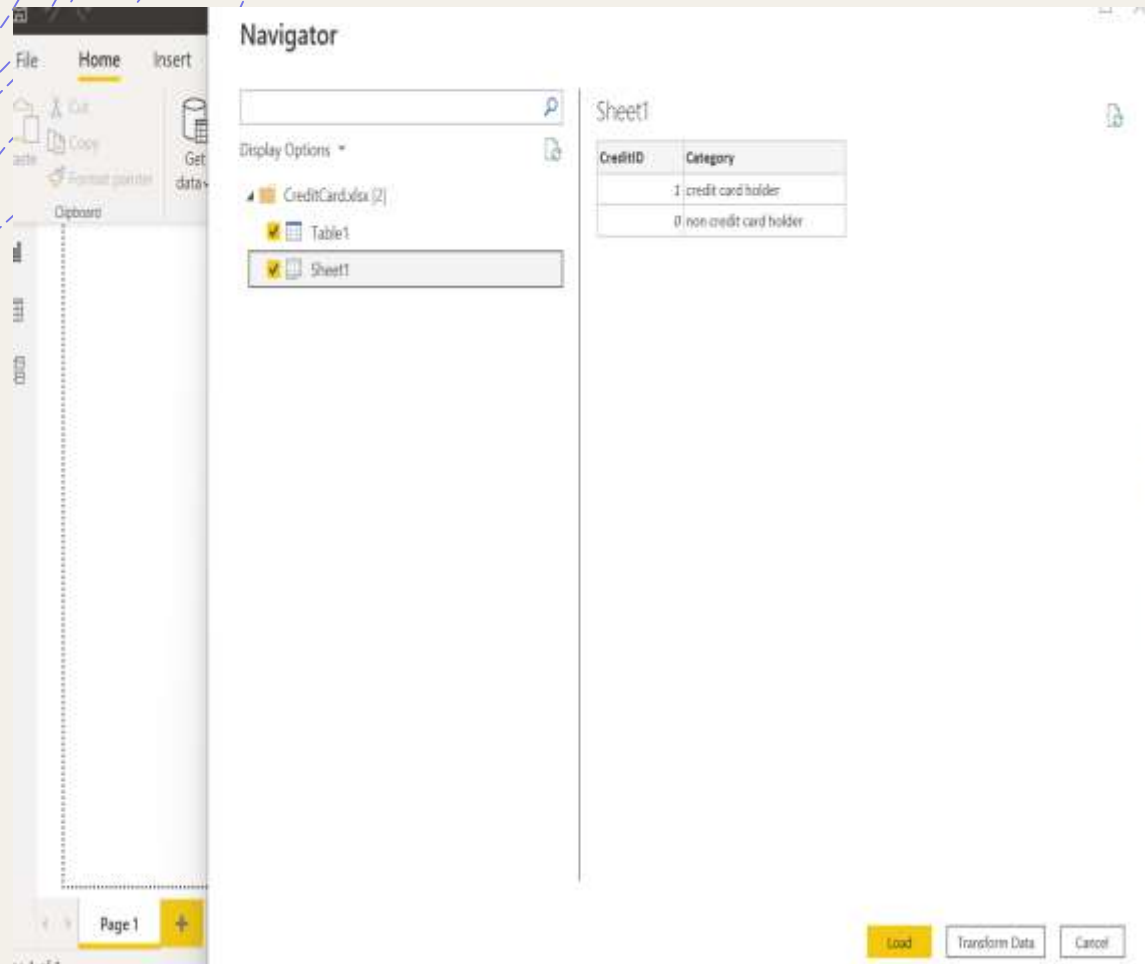 Navigator
File Home Insert
Cut
Copy
Format painter
Clipboard
Get
data
Display Options
CreditCard.xlsx [2]
Table1
Sheet1
Sheet1
CreditID Category
1 credit card holder
0 non credit card holder
Page 1 +
Load Transform Data Cancel